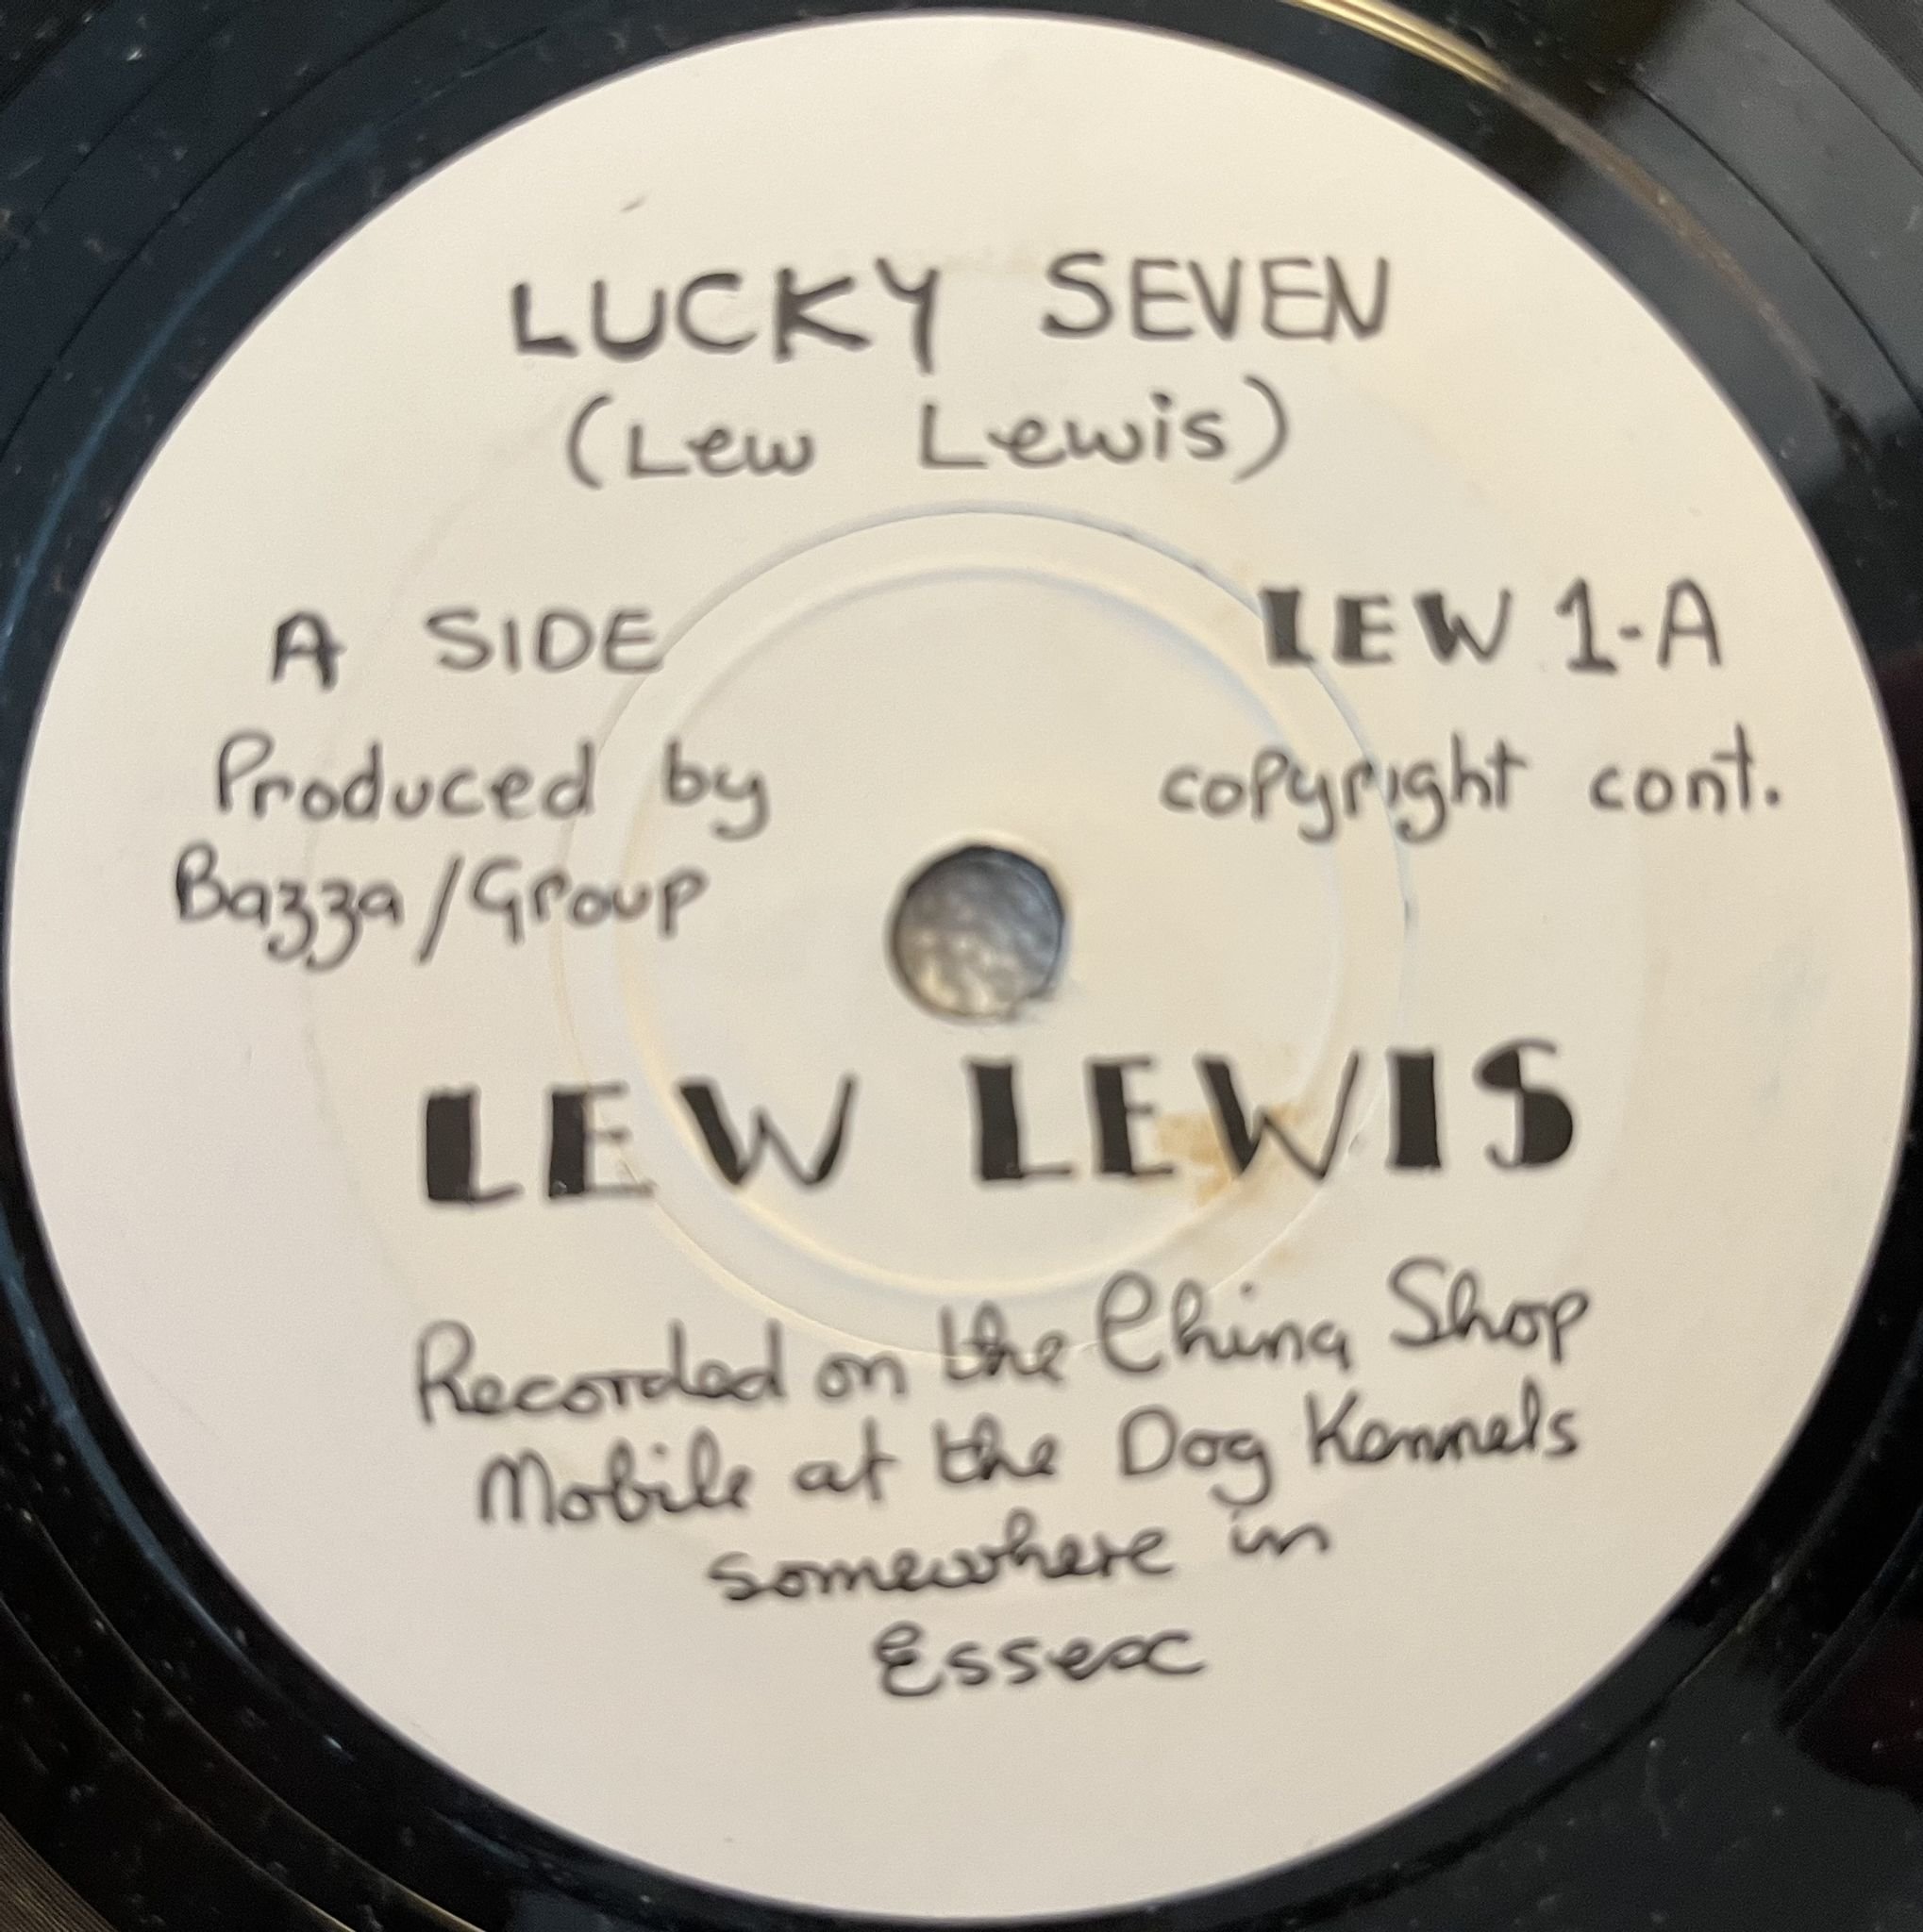 LUCKY SEVEN
(Lew Lewis)
A SIDE
LEW 1-A
Produced by
copyright cont.
Bazza/Group
LEW LEWIS
Recorded on the China Shop
Mobile at the Dog Kennels
somewhere in
Essex